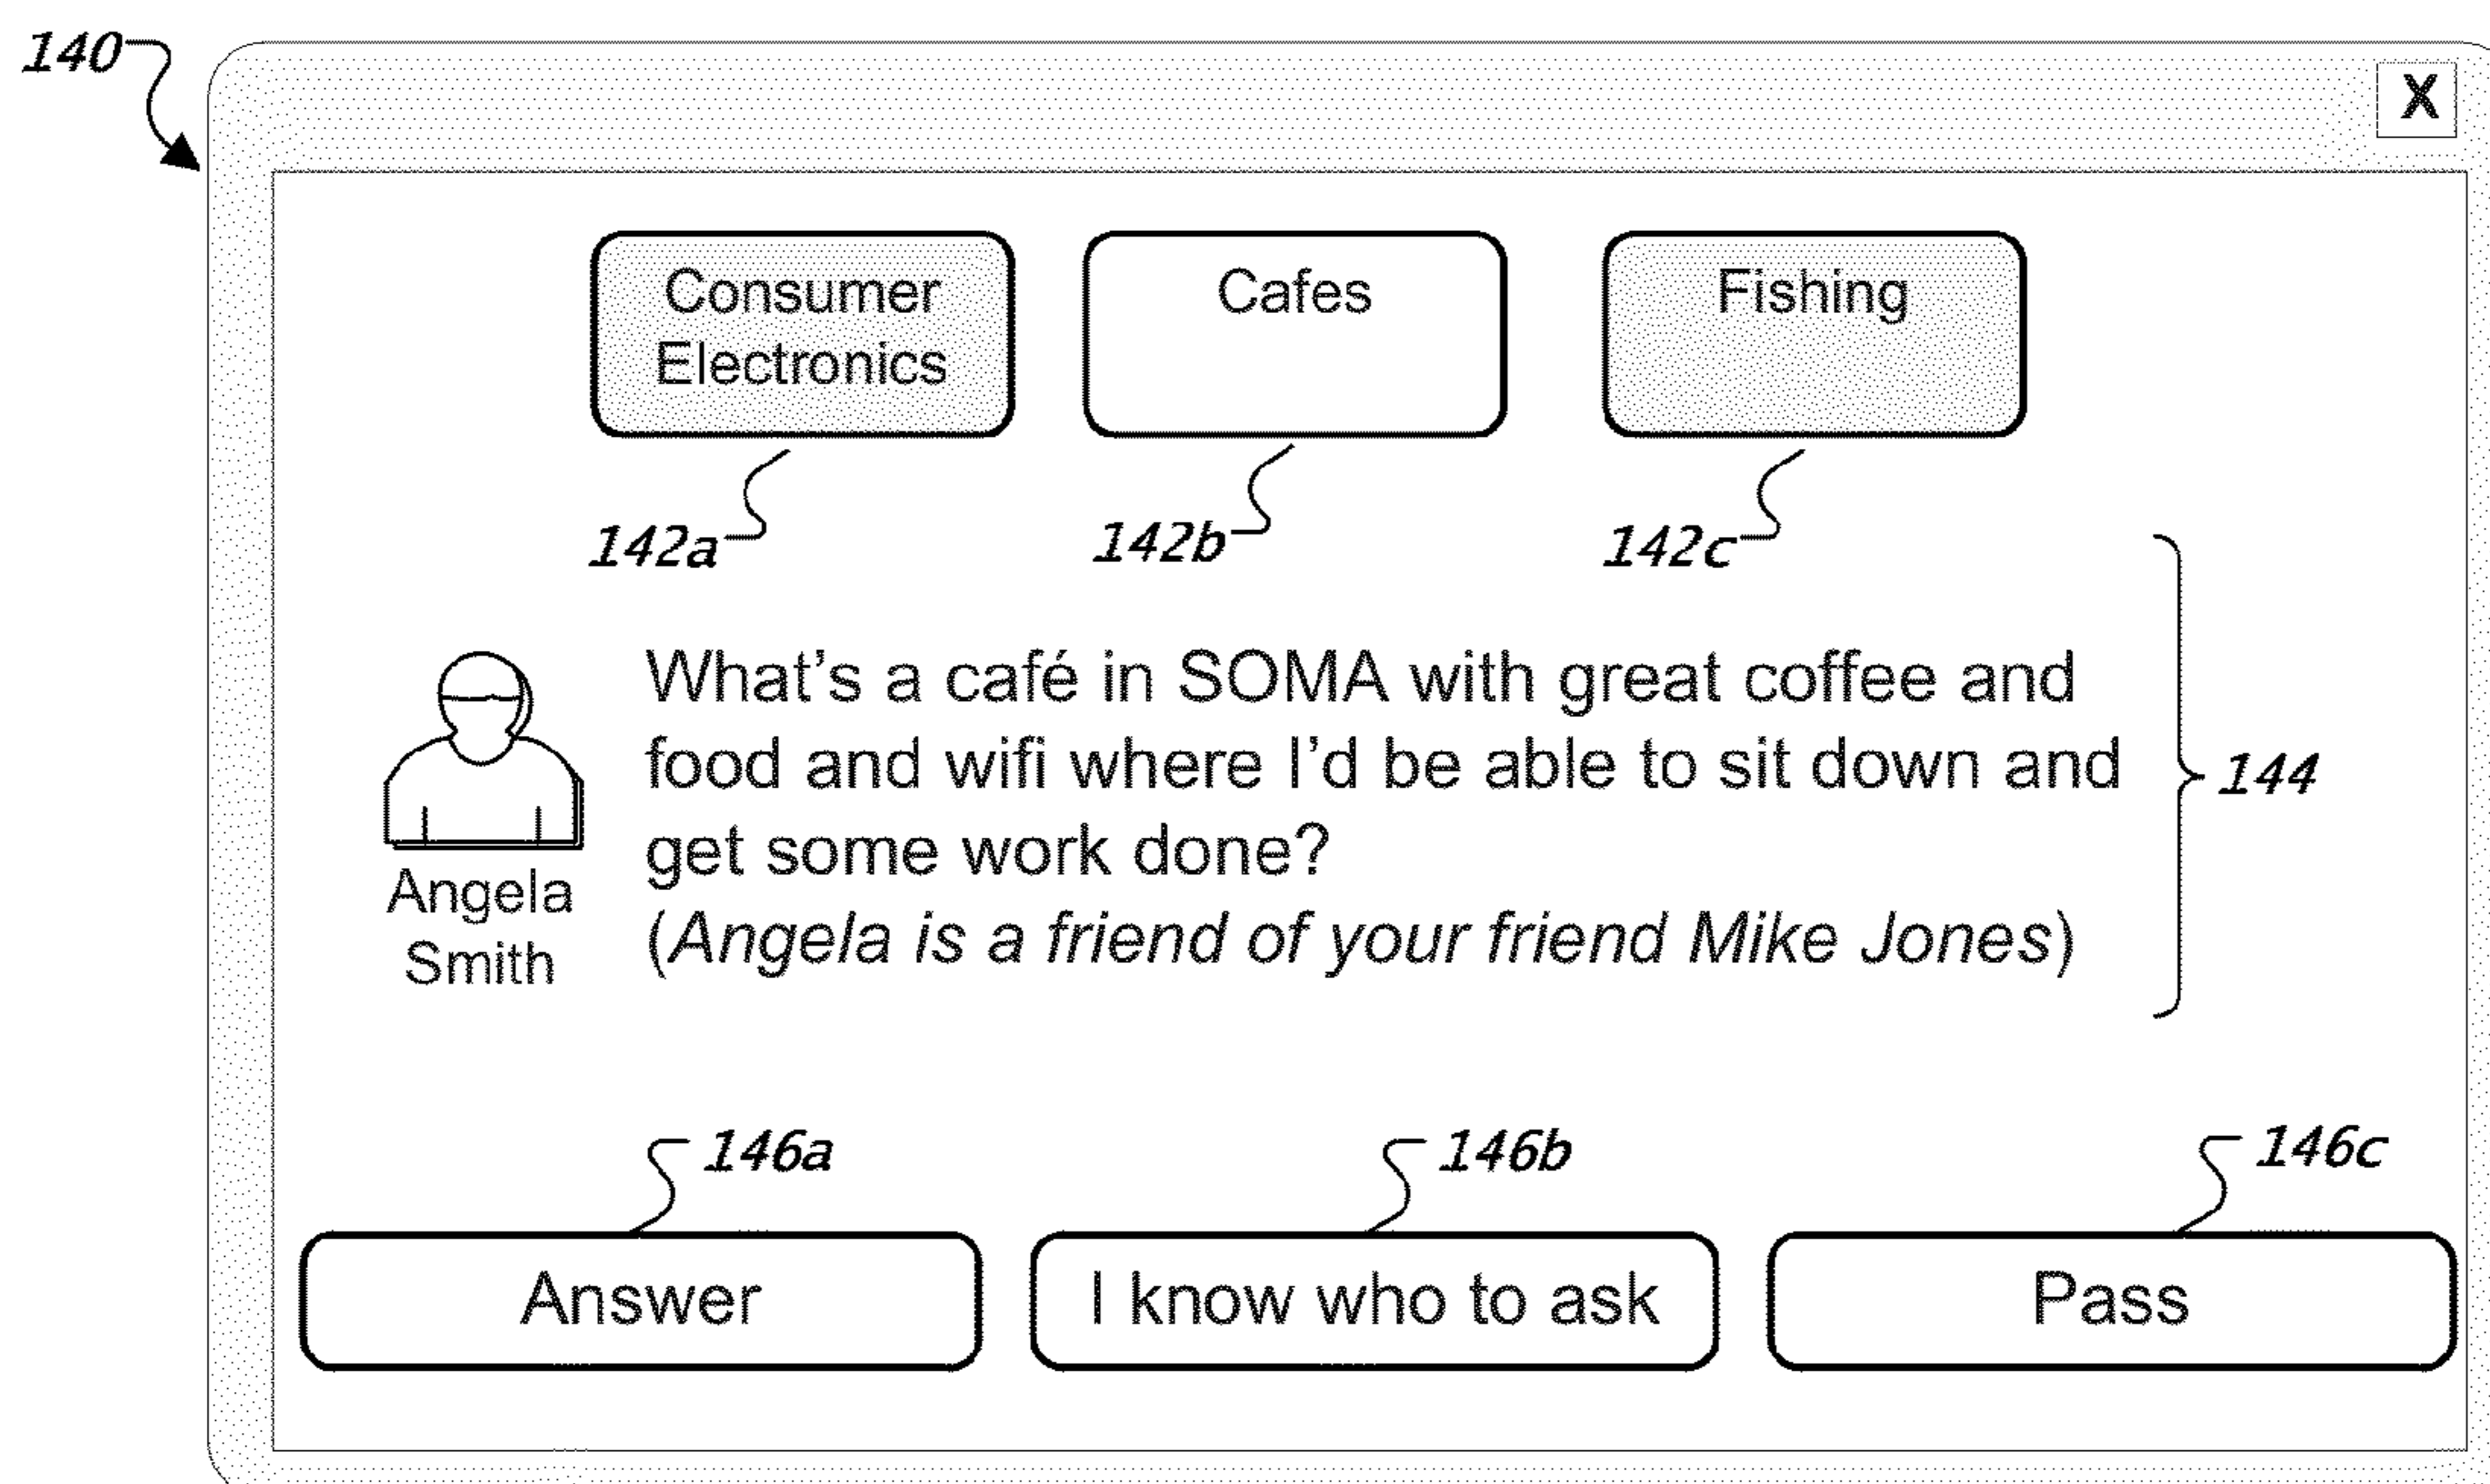 140
X
Consumer
Electronics
Cafes
Fishing
142a
142b
142c
What’s a café in SOMA with great coffee and
food and wifi where I’d be able to sit down and
get some work done?
(Angela is a friend of your friend Mike Jones)
Angela
Smith
144
146a
146b
146c
Answer
I know who to ask
Pass